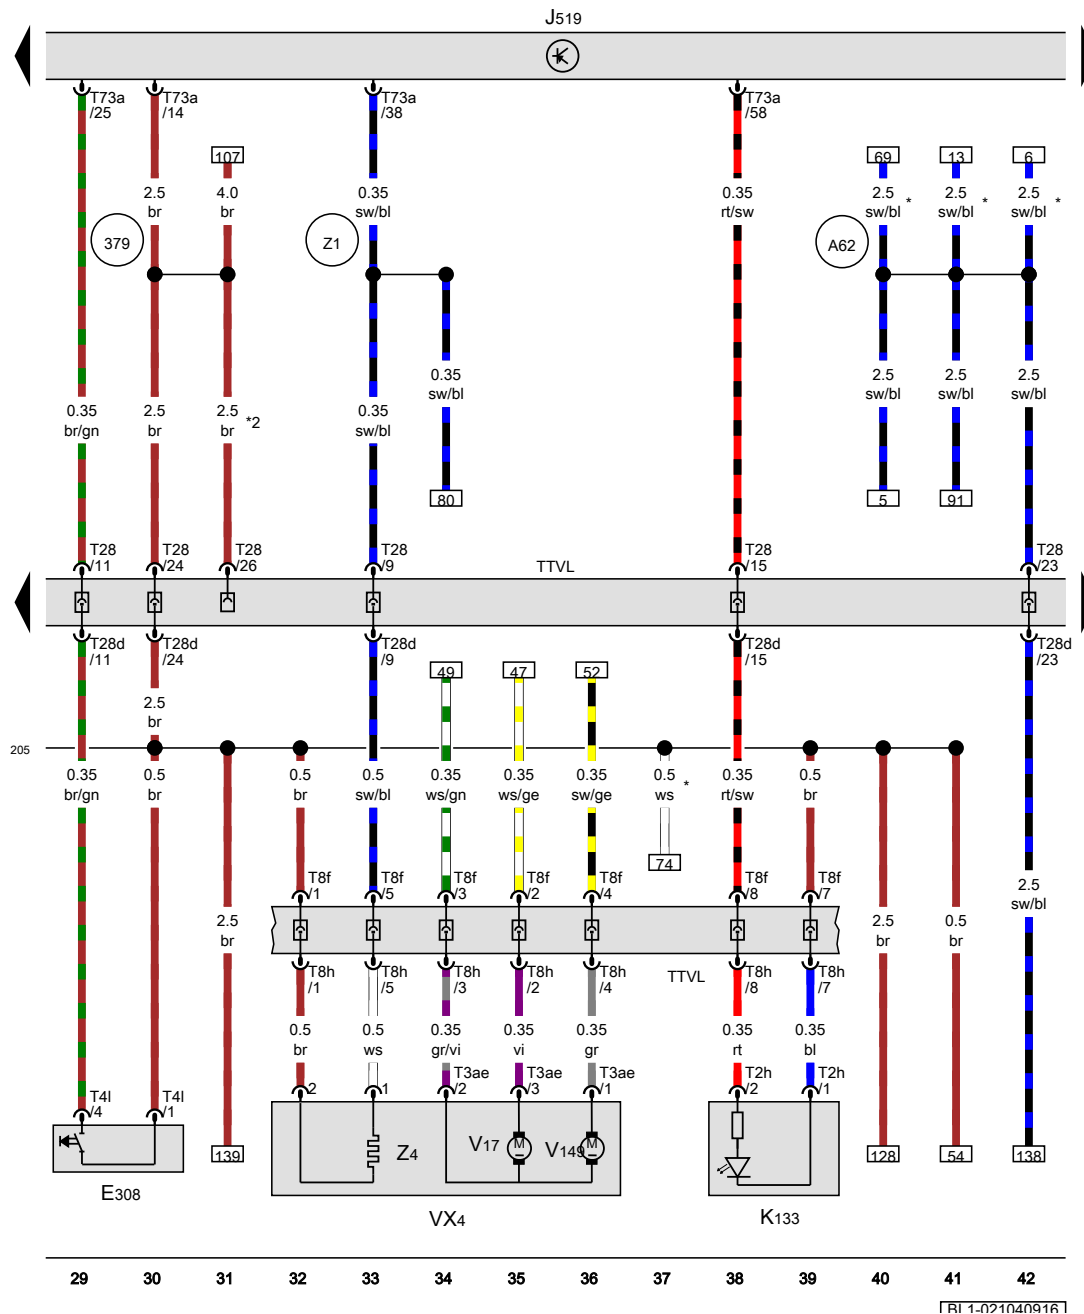 J519
T73a /25
T73a /14
T73a /38
T73a /58
107
69
13
6
2.5 br
4.0 br
0.35 sw/bl
0.35 rt/sw
2.5 sw/bl *
2.5 sw/bl *
2.5 sw/bl *
379
Z1
A62
0.35 br/gn
2.5 br
2.5 br *2
0.35 sw/bl
0.35 sw/bl
2.5 sw/bl
2.5 sw/bl
2.5 sw/bl
80
5
91
T28 /11
T28 /24
T28 /26
T28 /9
TTVL
T28 /15
T28 /23
T28d /11
T28d /24
T28d /9
T28d /15
T28d /23
49
47
52
2.5 br
205
0.35 br/gn
0.5 br
0.5 br
0.5 sw/bl
0.35 ws/gn
0.35 ws/ge
0.35 sw/ge
0.5 ws *
0.35 rt/sw
0.5 br
74
T8f /1
T8f /5
T8f /3
T8f /2
T8f /4
T8f /8
T8f /7
2.5 br
2.5 br
0.5 br
2.5 sw/bl
T8h /1
T8h /5
T8h /3
T8h /2
T8h /4
TTVL
T8h /8
T8h /7
0.5 br
0.5 ws
0.35 gr/vi
0.35 vi
0.35 gr
0.35 rt
0.35 bl
T4l /4
T4l /1
2
1
T3ae /2
T3ae /3
T3ae /1
T2h /2
T2h /1
139
Z4
V17
M
V149
M
128
54
138
E308
VX4
K133
29 30 31 32 33 34 35 36 37 38 39 40 41 42
BL1-021040916